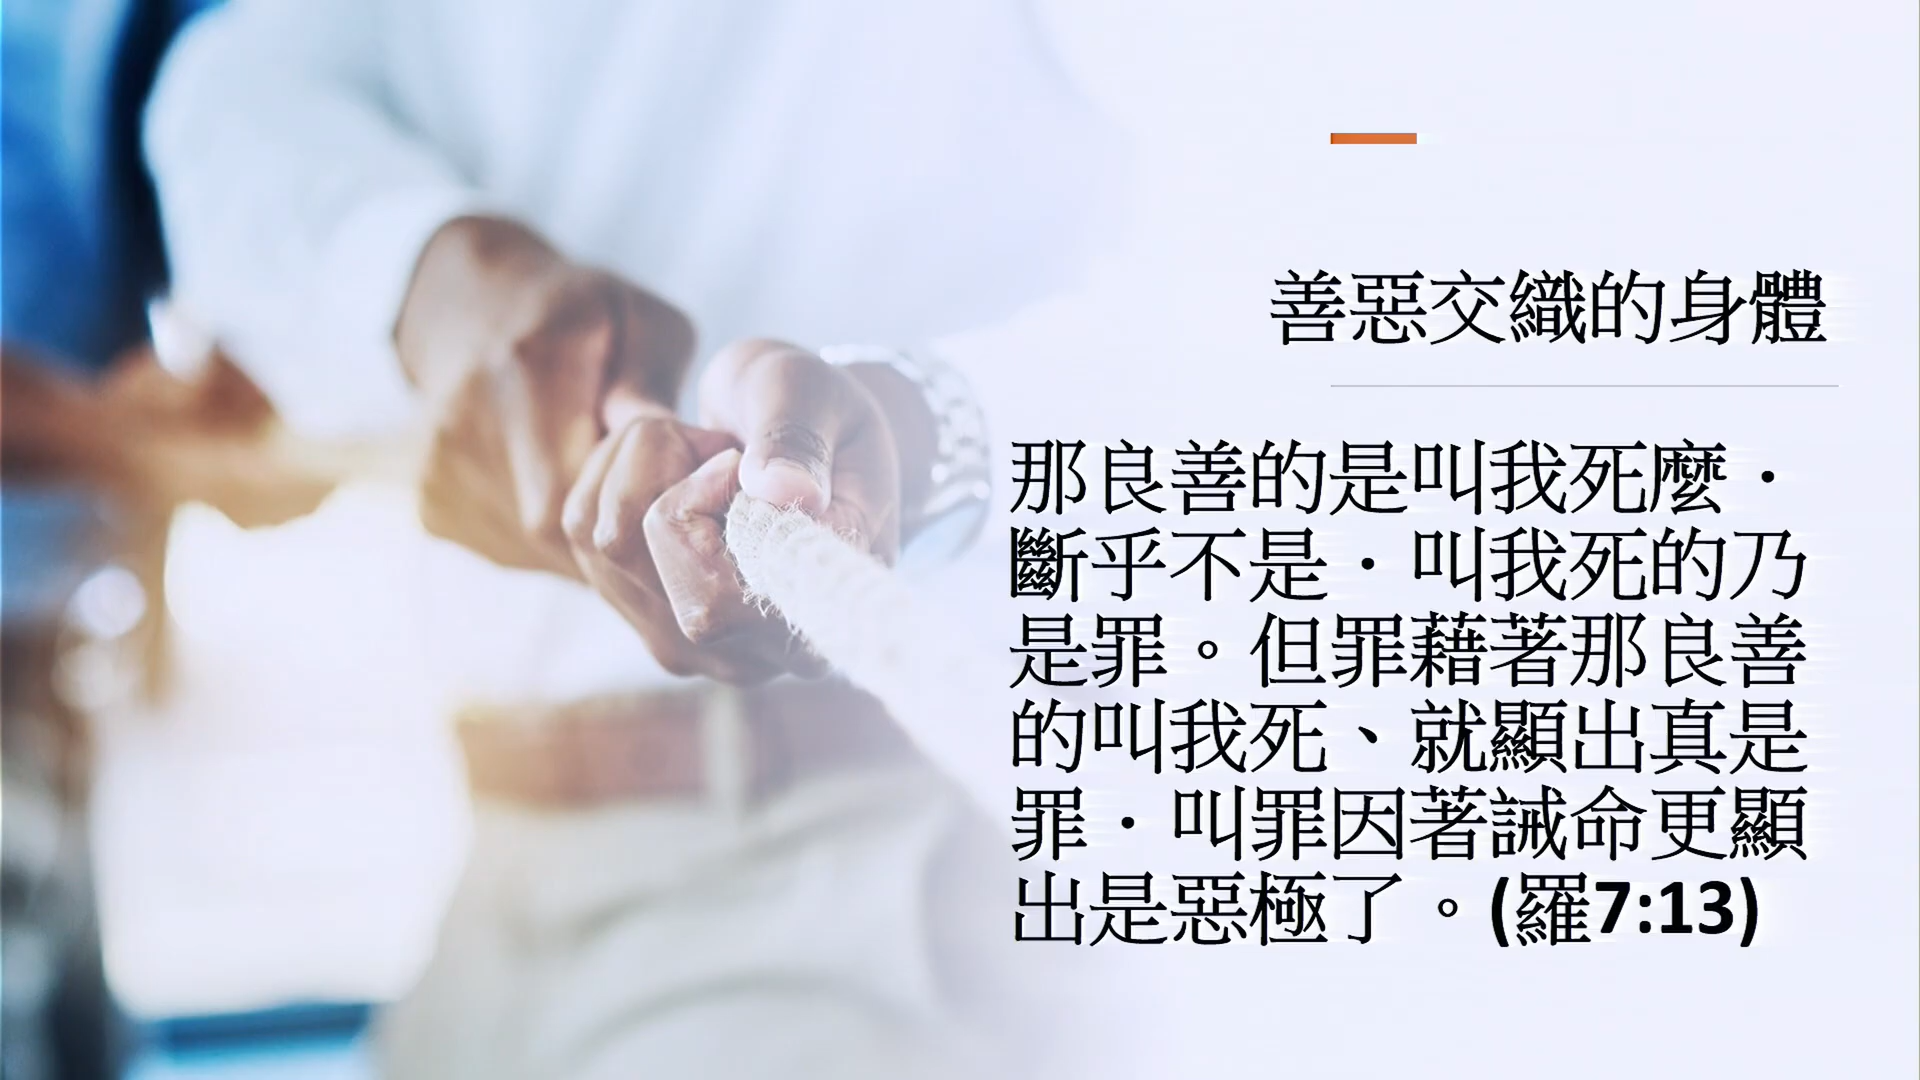 善惡交織的身體
那良善的是叫我死麼．
斷乎不是．叫我死的乃
是罪。但罪藉著那良善
的叫我死、就顯出真是
罪．叫罪因著誡命更顯
出是惡極了。(羅7:13)